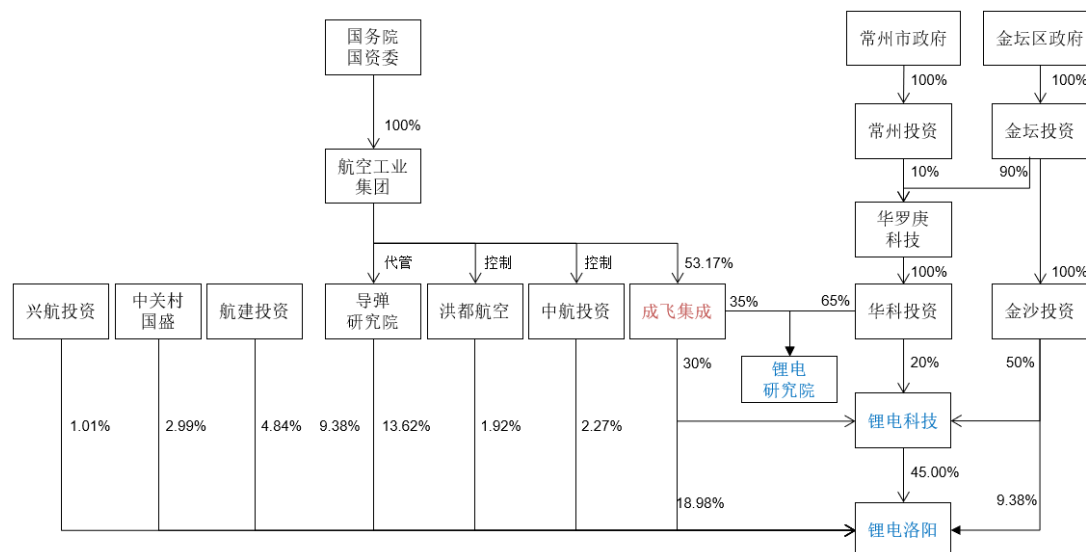 国务院
国资委
常州市政府
金坛区政府
100%
100%
100%
航空工业
集团
常州投资
金坛投资
10%
90%
华罗庚
科技
代管
控制
控制
53.17%
100%
100%
兴航投资
中关村
国盛
航建投资
导弹
研究院
洪都航空
中航投资
成飞集成
35%
65%
华科投资
金沙投资
锂电
研究院
30%
20%
50%
1.01%
2.99%
4.84%
9.38%
13.62%
1.92%
2.27%
锂电科技
45.00%
18.98%
9.38%
锂电洛阳